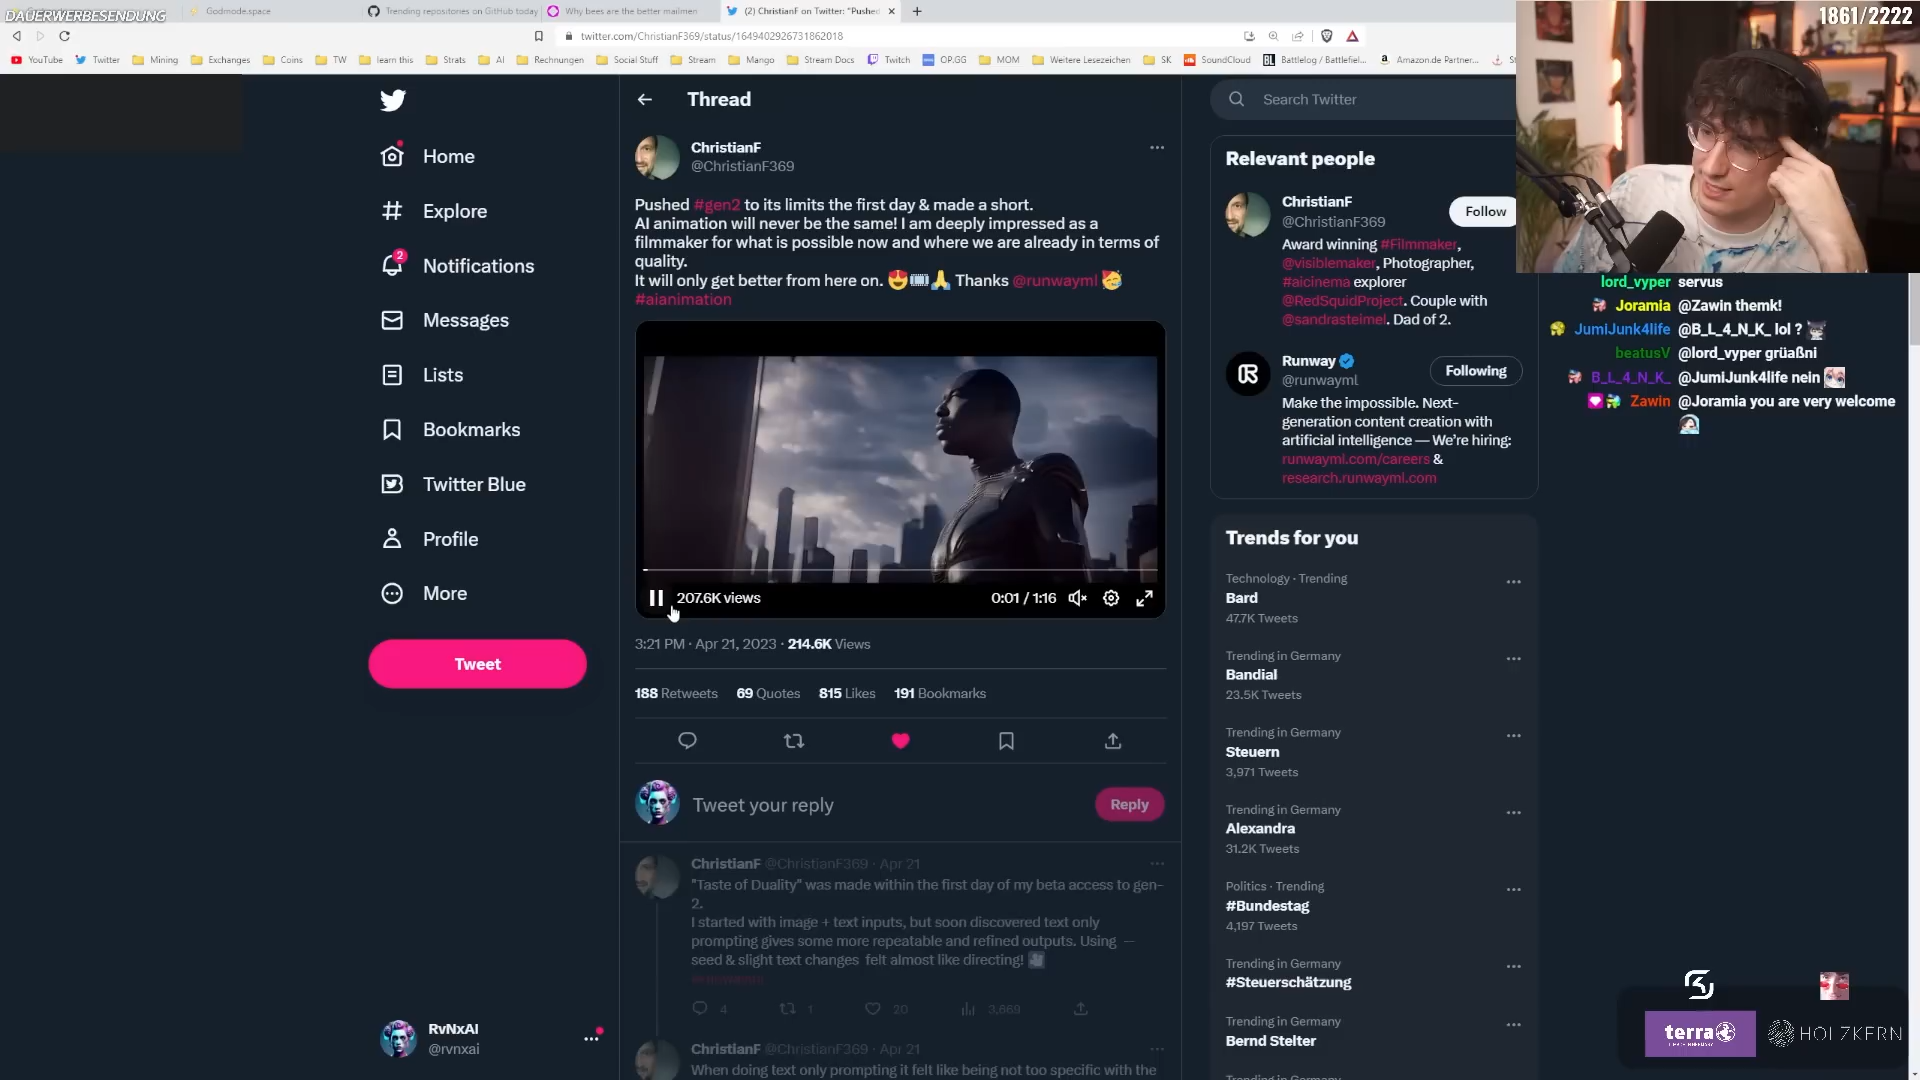 DAUERWERBESENDUNG
Godmode.space
Trending repositories on GitHub today
Why bees are the better mailmen
(2) ChristianF on Twitter: "Pushed
1861/2222
twitter.com/ChristianF369/status/1649402926731862018
YouTube
Twitter
Mining
Exchanges
Coins
TW
learn this
Strats
AI
Rechnungen
Social Stuff
Stream
Mango
Stream Docs
Twitch
OP.GG
MOM
Weitere Lesezeichen
SK
SoundCloud
Battlelog / Battlefiel...
Amazon.de Partner...
Home
Explore
2
Notifications
Messages
Lists
Bookmarks
Twitter Blue
Profile
More
Tweet
RvNxAI
@rvnxai
Thread
ChristianF
@ChristianF369
Pushed #gen2 to its limits the first day & made a short.
AI animation will never be the same! I am deeply impressed as a
filmmaker for what is possible now and where we are already in terms of
quality.
It will only get better from here on. 😍🎞️🙏 Thanks @runwayml 🥳
#aianimation
207.6K views
0:01 / 1:16
3:21 PM · Apr 21, 2023 · 214.6K Views
188 Retweets 69 Quotes 815 Likes 191 Bookmarks
Tweet your reply
Reply
ChristianF @ChristianF369 · Apr 21
"Taste of Duality" was made within the first day of my beta access to gen-
2.
I started with image + text inputs, but soon discovered text only
prompting gives some more repeatable and refined outputs. Using —
seed & slight text changes felt almost like directing! 🎦
4
1
20
3,669
ChristianF @ChristianF369 · Apr 21
When doing text only prompting it felt like being not too specific with the
Search Twitter
Relevant people
ChristianF
@ChristianF369
Follow
Award winning #Filmmaker,
@visiblemaker, Photographer,
#aicinema explorer
@RedSquidProject. Couple with
@sandrasteimel. Dad of 2.
Runway
@runwayml
Following
Make the impossible. Next-
generation content creation with
artificial intelligence — We're hiring:
runwayml.com/careers &
research.runwayml.com
Trends for you
Technology · Trending
Bard
47.7K Tweets
Trending in Germany
Bandial
23.5K Tweets
Trending in Germany
Steuern
3,971 Tweets
Trending in Germany
Alexandra
31.2K Tweets
Politics · Trending
#Bundestag
4,197 Tweets
Trending in Germany
#Steuerschätzung
Trending in Germany
Bernd Stelter
Trending in Germany
lord_vyper servus
Joramia @Zawin themk!
JumiJunk4life @B_L_4_N_K_ lol ?
beatusV @lord_vyper grüaßni
B_L_4_N_K_ @JumiJunk4life nein
Zawin @Joramia you are very welcome
terra
HOLZKERN